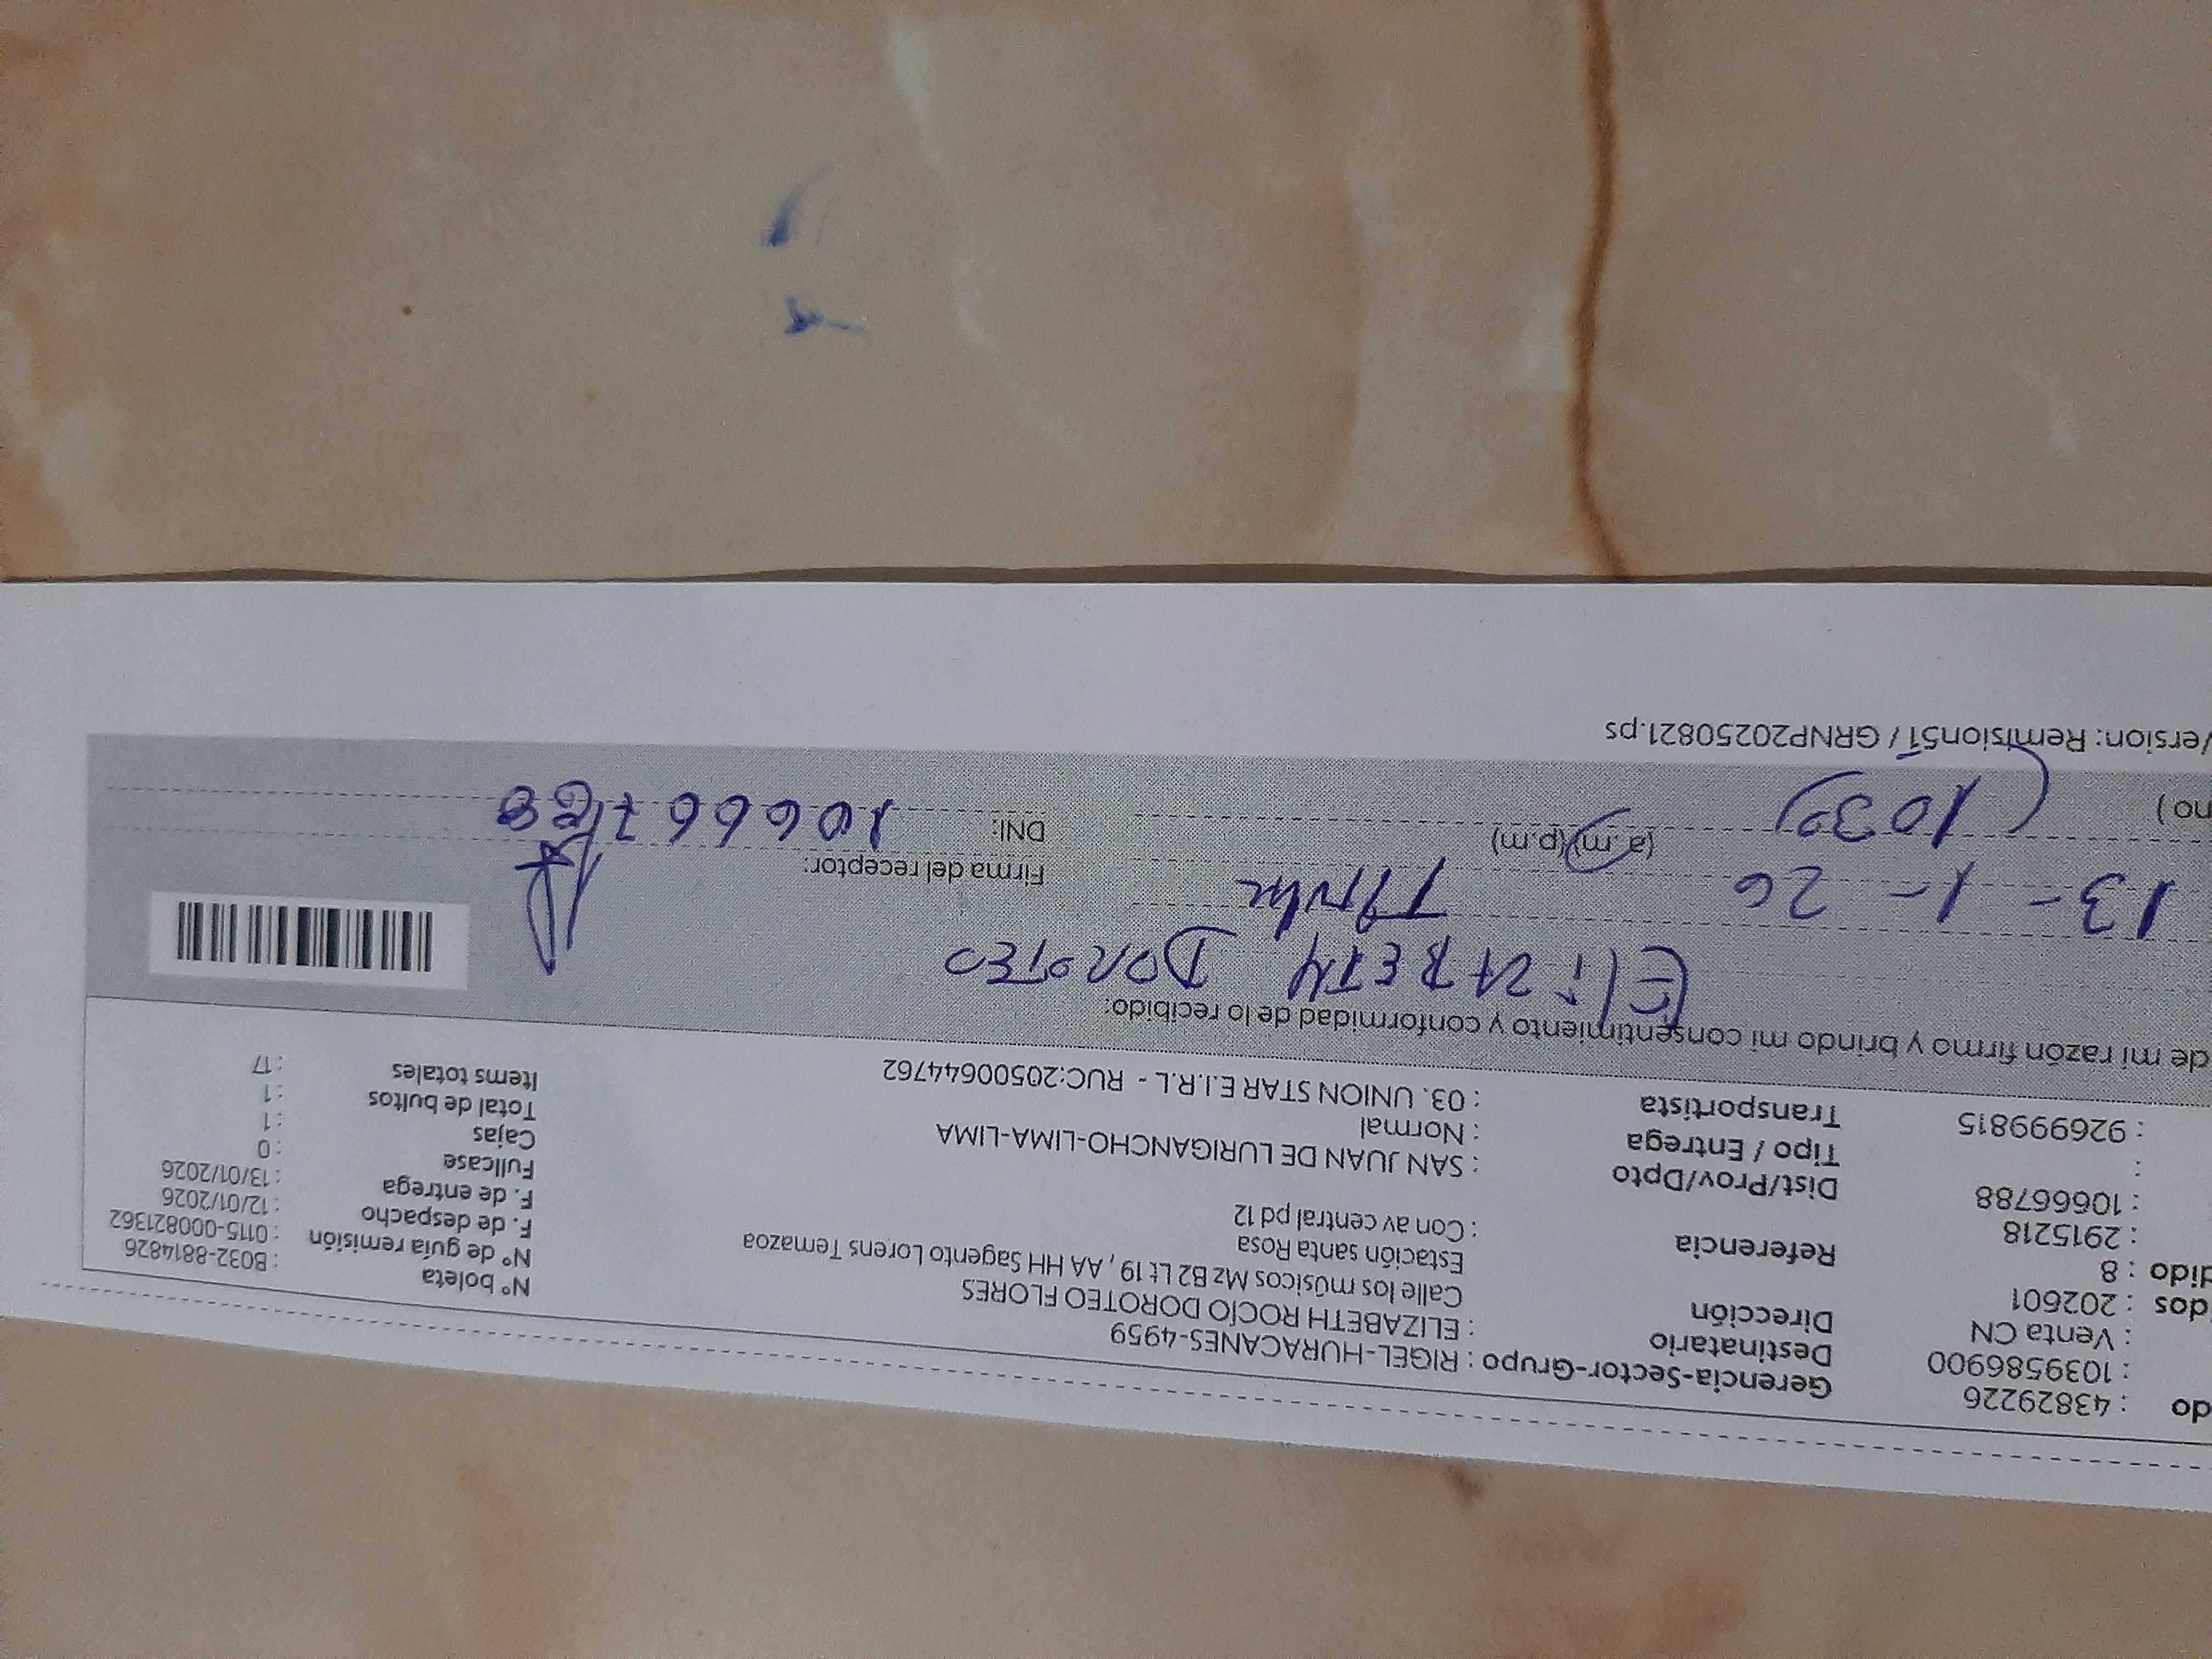 do : 43829226
: 1039586900
: Venta CN
dos : 202601
dido : 8
: 2915218
: 10666788
:
: 926999815
Gerencia-Sector-Grupo : RIGEL-HURACANES-4959
Destinatario : ELIZABETH ROCÍO DOROTEO FLORES
Dirección Calle los músicos Mz B2 Lt 19 , AA HH Sagento Lorens Temazoa
Estación santa Rosa
Referencia : Con av central pd 12
Dist/Prov/Dpto : SAN JUAN DE LURIGANCHO-LIMA-LIMA
Tipo / Entrega : Normal
Transportista : 03. UNION STAR E.I.R.L - RUC:20500644762
N° boleta : B032-8814826
N° de guía remisión : 0115-000821362
F. de despacho : 12/01/2026
F. de entrega : 13/01/2026
Fullcase : 0
Cajas : 1
Total de bultos : 1
Items totales : 17
de mi razón firmo y brindo mi consentimiento y conformidad de lo recibido:
ELIZABETH DOROTEO
13-1-26
Firma del receptor:
no ) (1030) (a.m) (p.m)
DNI: 10666788
Version: Remision51 / GRNP20250821.ps